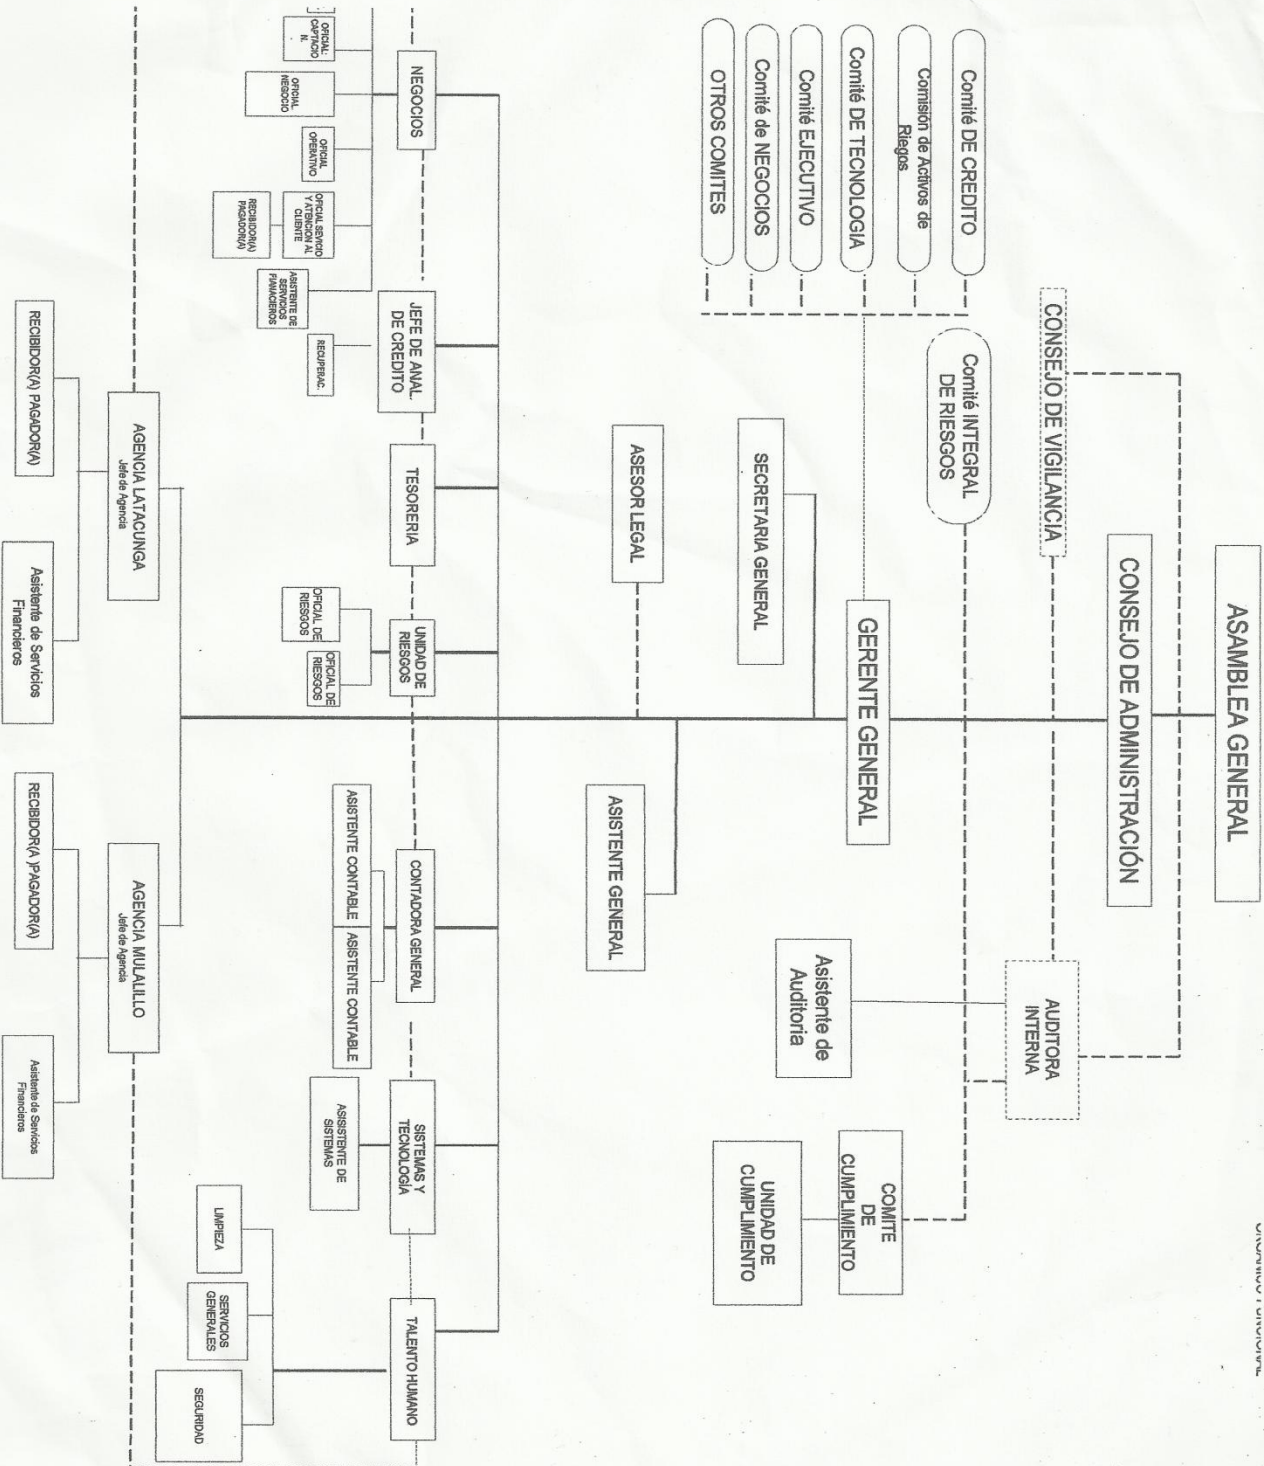 ASAMBLEA GENERAL
CONSEJO DE ADMINISTRACIÓN
CONSEJO DE VIGILANCIA
AUDITORA
INTERNA
Comité INTEGRAL
DE RIESGOS
Comité DE CREDITO
Comisión de Activos de
Riegos
Comité DE TECNOLOGIA
Comité EJECUTIVO
Comité de NEGOCIOS
OTROS COMITES
GERENTE GENERAL
Asistente de
Auditoria
COMITE
DE
CUMPLIMIENTO
UNIDAD DE
CUMPLIMIENTO
SECRETARIA GENERAL
ASESOR LEGAL
ASISTENTE GENERAL
NEGOCIOS
JEFE DE ANAL.
DE CREDITO
TESORERIA
UNIDAD DE
RIESGOS
CONTADORA GENERAL
SISTEMAS Y
TECNOLOGÍA
TALENTO HUMANO
OFICIAL:
CAPTACIO
N.
OFICIAL
NEGOCIO
OFICIAL
OPERATIVO
OFICIAL SEVICIO
Y ATENCION AL
CLIENTE
RECIBIDOR(A)
PAGADOR(A)
ASISTENTE DE
SERVICIOS
FIANACIEROS
RECUPERAC.
OFICIAL DE
RIESGOS
OFICIAL DE
RIESGOS
ASISTENTE CONTABLE
ASISTENTE CONTABLE
ASISISTENTE DE
SISTEMAS
LIMPIEZA
SERVICIOS
GENERALES
SEGURIDAD
AGENCIA LATACUNGA
Jefe de Agencia
RECIBIDOR(A) PAGADOR(A)
Asistente de Servicios
Financieros
AGENCIA MULALILLO
Jefe de Agencia
RECIBIDOR(A )PAGADOR(A)
Asistente de Servicios
Financieros